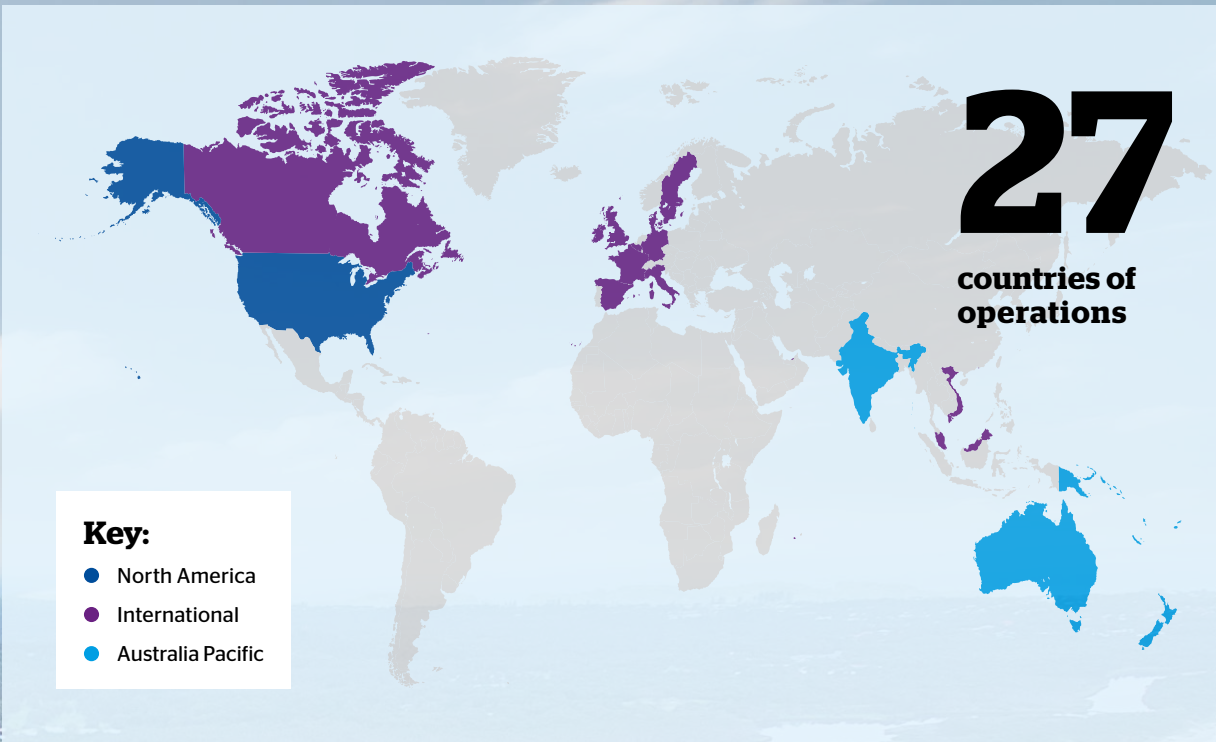 27
countries of
operations
Key:
North America
International
Australia Pacific